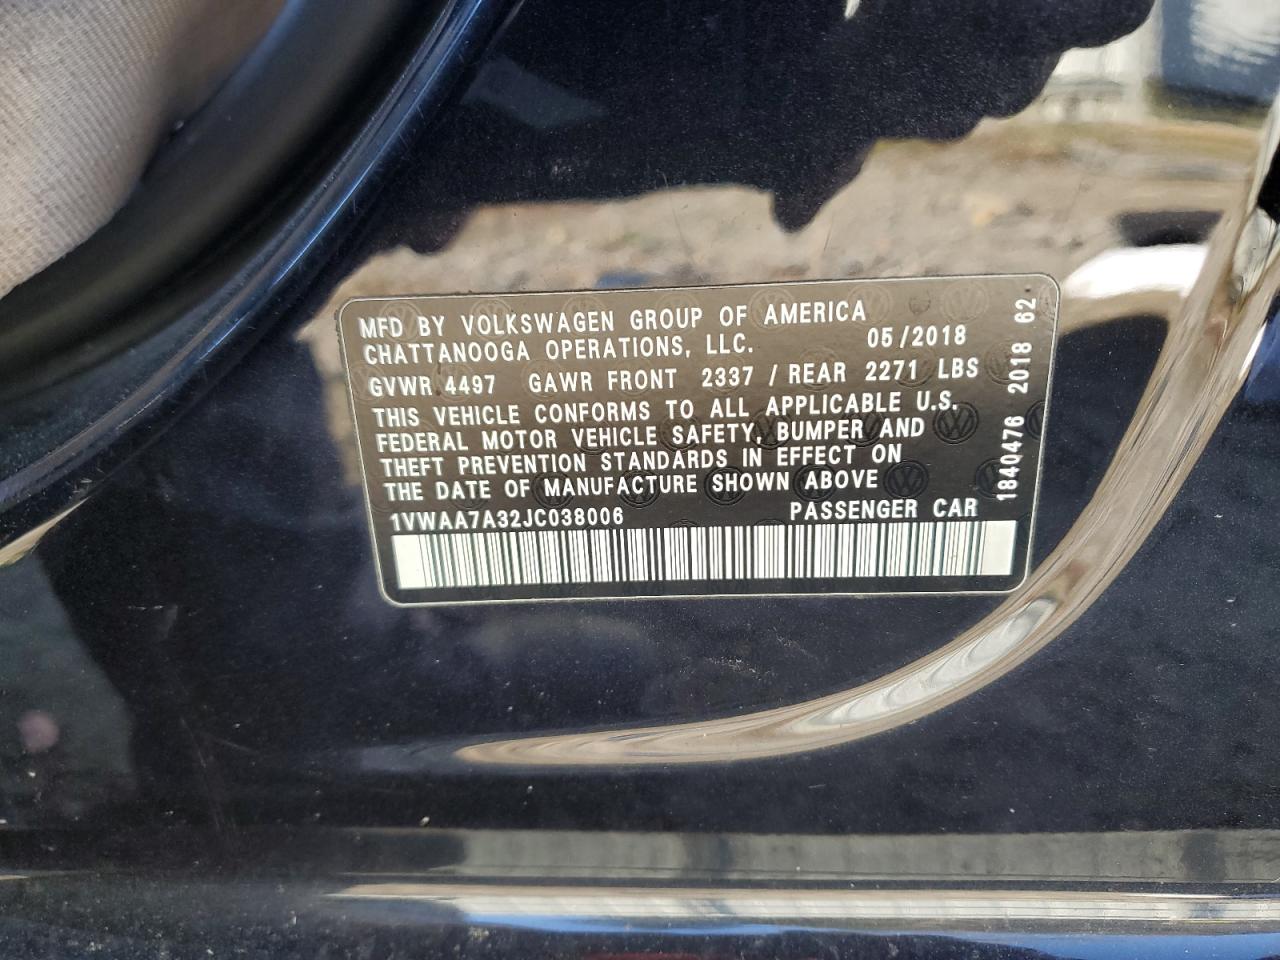 MFD BY VOLKSWAGEN GROUP OF AMERICA
CHATTANOOGA OPERATIONS, LLC. 05/2018
GVWR 4497 GAWR FRONT 2337 / REAR 2271 LBS
THIS VEHICLE CONFORMS TO ALL APPLICABLE U.S.
FEDERAL MOTOR VEHICLE SAFETY, BUMPER AND
THEFT PREVENTION STANDARDS IN EFFECT ON
THE DATE OF MANUFACTURE SHOWN ABOVE
1VWAA7A32JC038006 PASSENGER CAR
1840476 2018 62